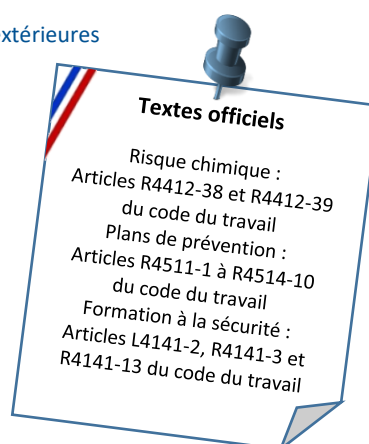 extérieures
Textes officiels
Risque chimique :
Articles R4412-38 et R4412-39
du code du travail
Plans de prévention :
Articles R4511-1 à R4514-10
du code du travail
Formation à la sécurité :
Articles L4141-2, R4141-3 et
R4141-13 du code du travail